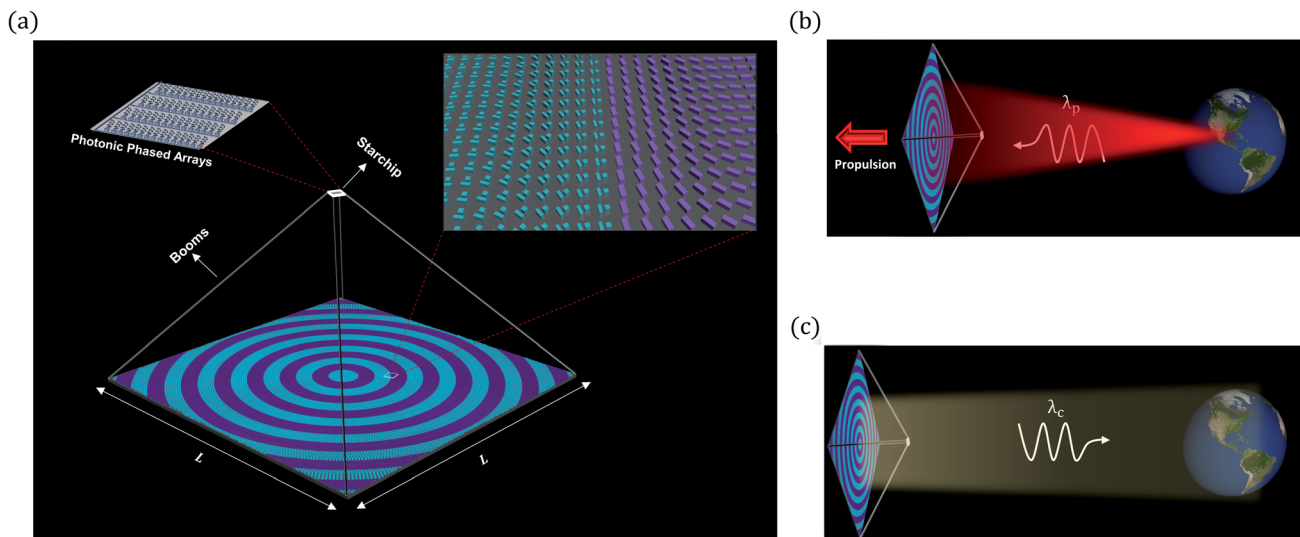 (a)
Photonic Phased Arrays
Starchip
Booms
L
L
(b)
λp
Propulsion
(c)
λc